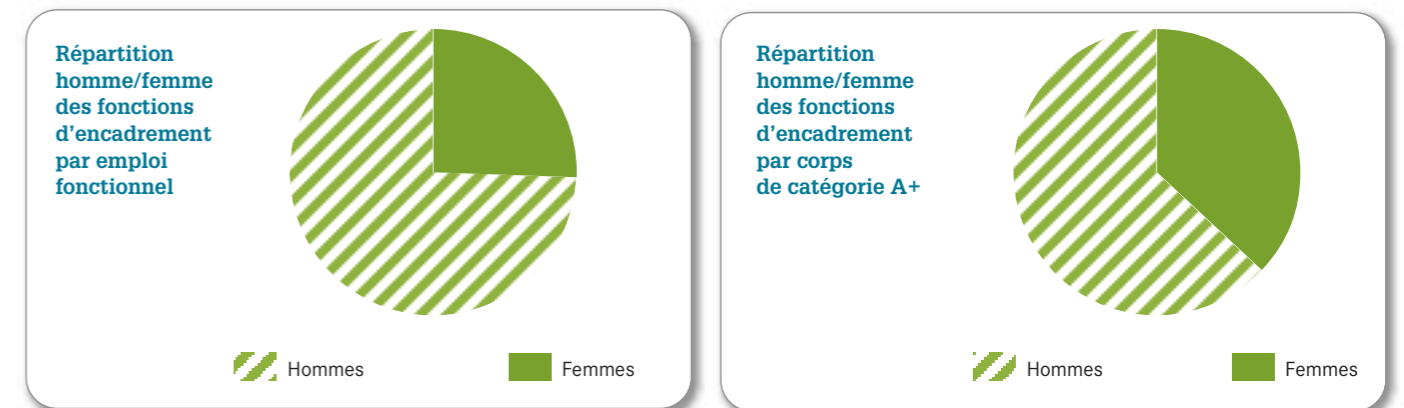 Répartition
homme/femme
des fonctions
d'encadrement
par emploi
fonctionnel
Hommes
Femmes
Répartition
homme/femme
des fonctions
d'encadrement
par corps
de catégorie A+
Hommes
Femmes